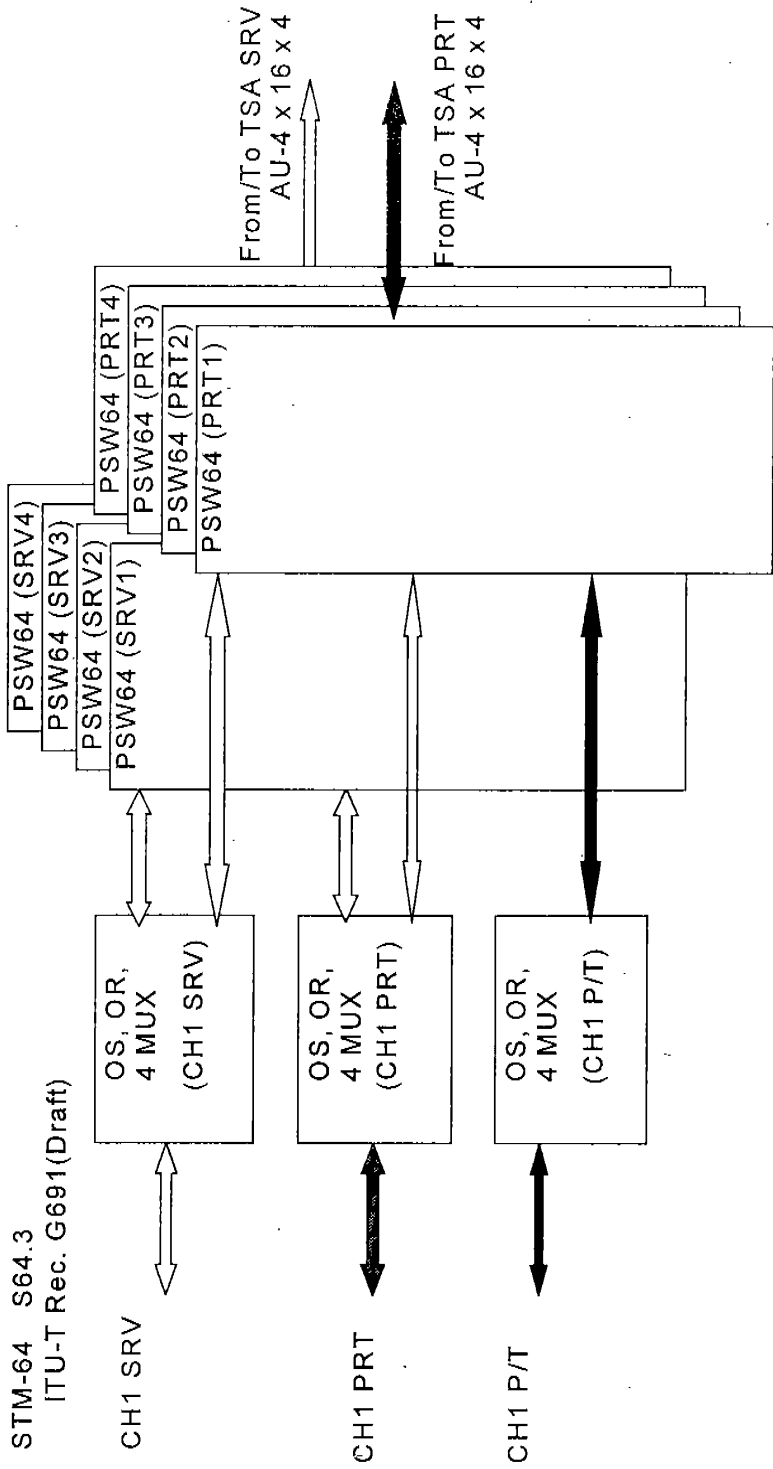 STM-64 S64.3
ITU-T Rec. G691(Draft)
CH1 SRV
CH1 PRT
CH1 P/T
OS, OR,
4 MUX
(CH1 SRV)
OS, OR,
4 MUX
(CH1 PRT)
OS, OR,
4 MUX
(CH1 P/T)
PSW64 (SRV4)
PSW64 (SRV3)
PSW64 (SRV2)
PSW64 (SRV1)
PSW64 (PRT4)
PSW64 (PRT3)
PSW64 (PRT2)
PSW64 (PRT1)
From/To TSA SRV
AU-4 x 16 x 4
From/To TSA PRT
AU-4 x 16 x 4